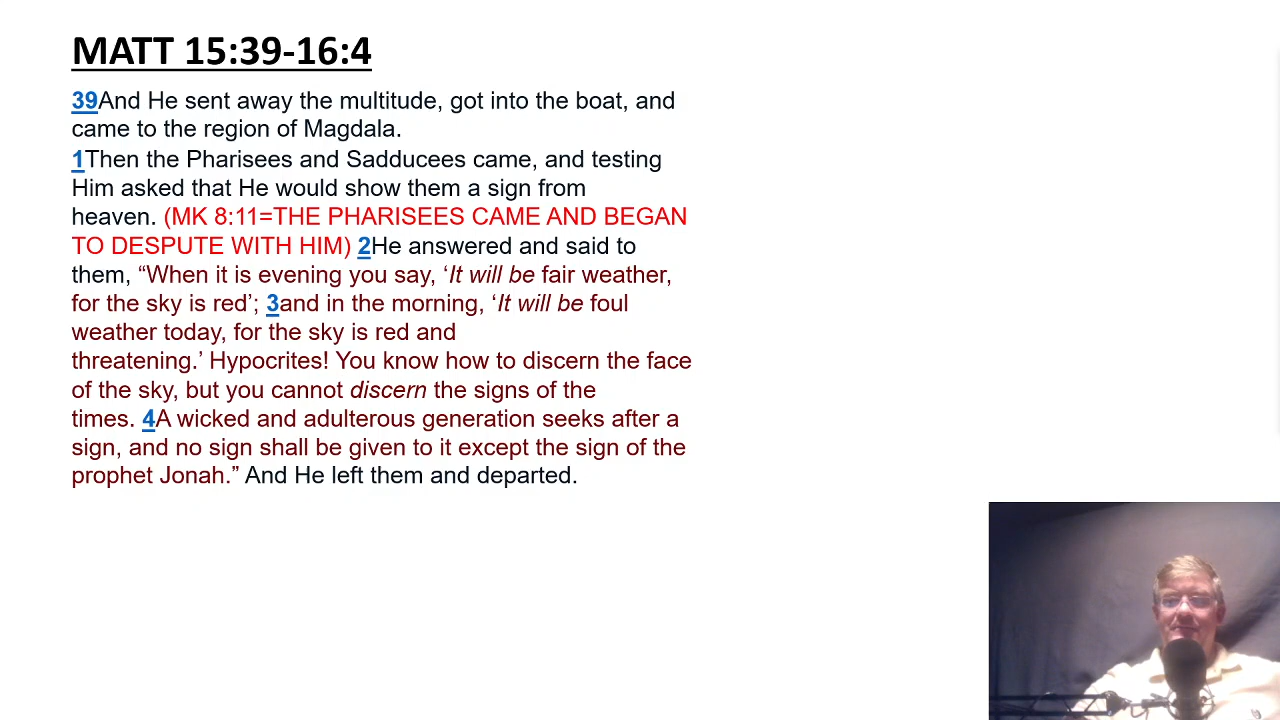 MATT 15:39-16:4
39And He sent away the multitude, got into the boat, and
came to the region of Magdala.
1Then the Pharisees and Sadducees came, and testing
Him asked that He would show them a sign from
heaven. (MK 8:11=THE PHARISEES CAME AND BEGAN
TO DESPUTE WITH HIM) 2He answered and said to
them, “When it is evening you say, ‘It will be fair weather,
for the sky is red’; 3and in the morning, ‘It will be foul
weather today, for the sky is red and
threatening.’ Hypocrites! You know how to discern the face
of the sky, but you cannot discern the signs of the
times. 4A wicked and adulterous generation seeks after a
sign, and no sign shall be given to it except the sign of the
prophet Jonah.” And He left them and departed.